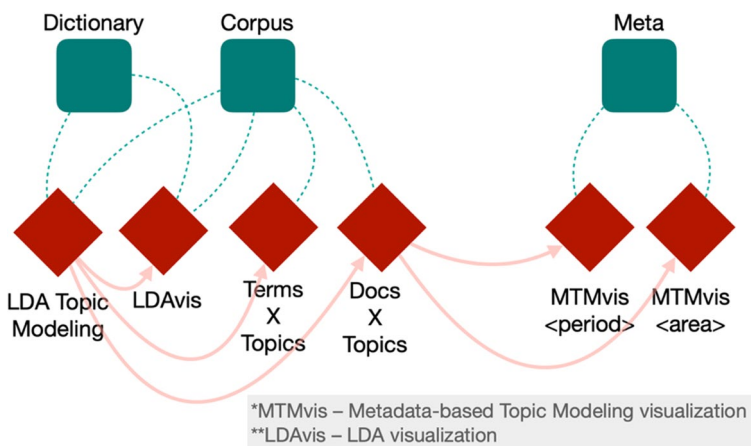 Dictionary
Corpus
Meta
LDA Topic
Modeling
LDAvis
Terms
X
Topics
Docs
X
Topics
MTMvis
<period>
MTMvis
<area>
*MTMvis – Metadata-based Topic Modeling visualization
**LDAvis – LDA visualization